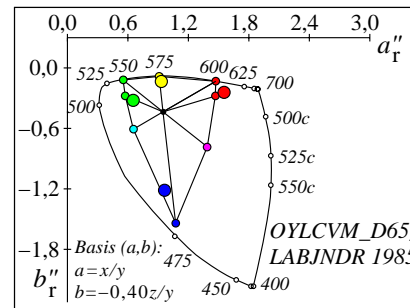 0,0 0,6 1,2 1,8 2,4 3,0
a″r
525 550 575 600 625 700
0,0
500
500c
−0,6
525c
−1,2
550c
OYLCVM_D65
Basis (a,b):
LABJNDR 1985
−1,8
a=x/y
475
b″r
b=−0,40z/y
450
400